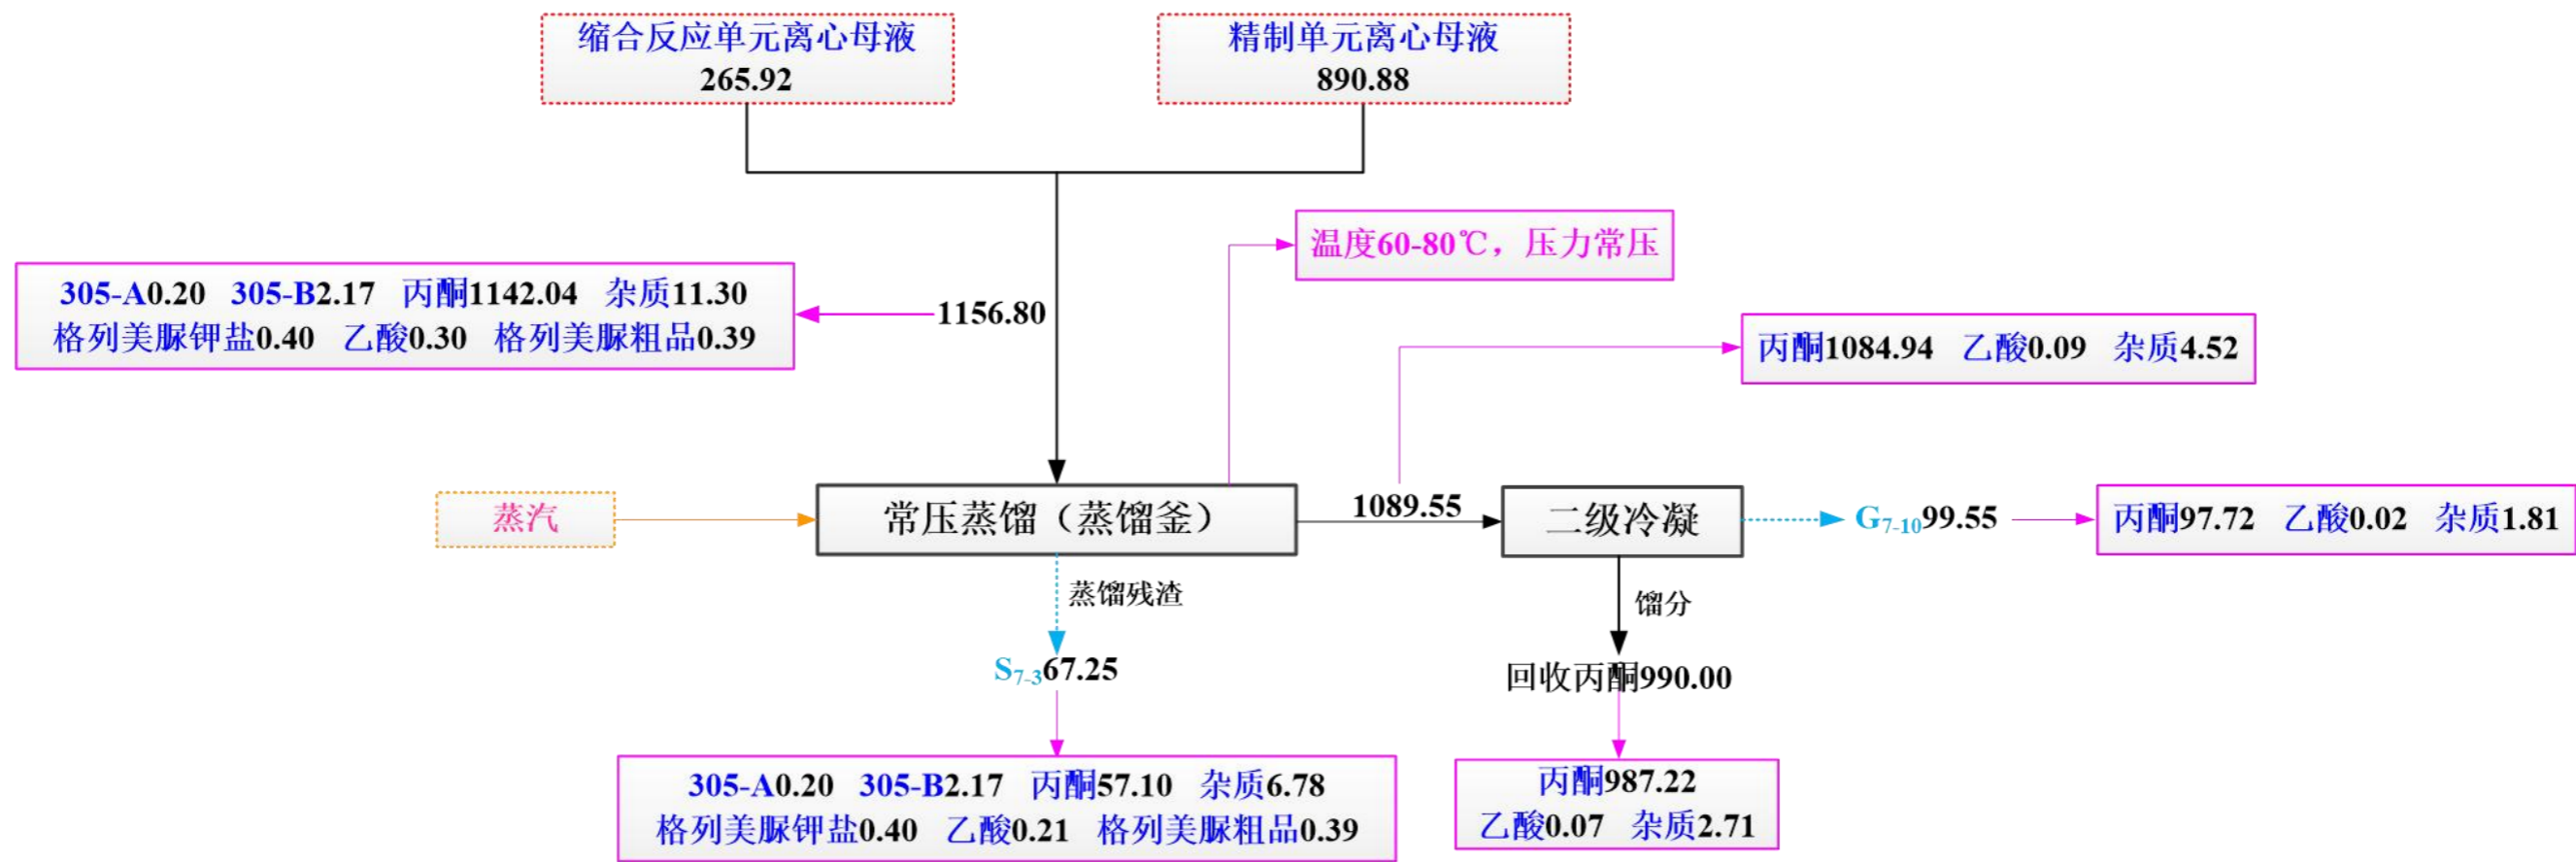 缩合反应单元离心母液
265.92
精制单元离心母液
890.88
温度60-80℃，压力常压
305-A0.20 305-B2.17 丙酮1142.04 杂质11.30
格列美脲钾盐0.40 乙酸0.30 格列美脲粗品0.39
1156.80
丙酮1084.94 乙酸0.09 杂质4.52
蒸汽
常压蒸馏（蒸馏釜）
1089.55
二级冷凝
G7-1099.55
丙酮97.72 乙酸0.02 杂质1.81
蒸馏残渣
馏分
S7-367.25
回收丙酮990.00
305-A0.20 305-B2.17 丙酮57.10 杂质6.78
格列美脲钾盐0.40 乙酸0.21 格列美脲粗品0.39
丙酮987.22
乙酸0.07 杂质2.71